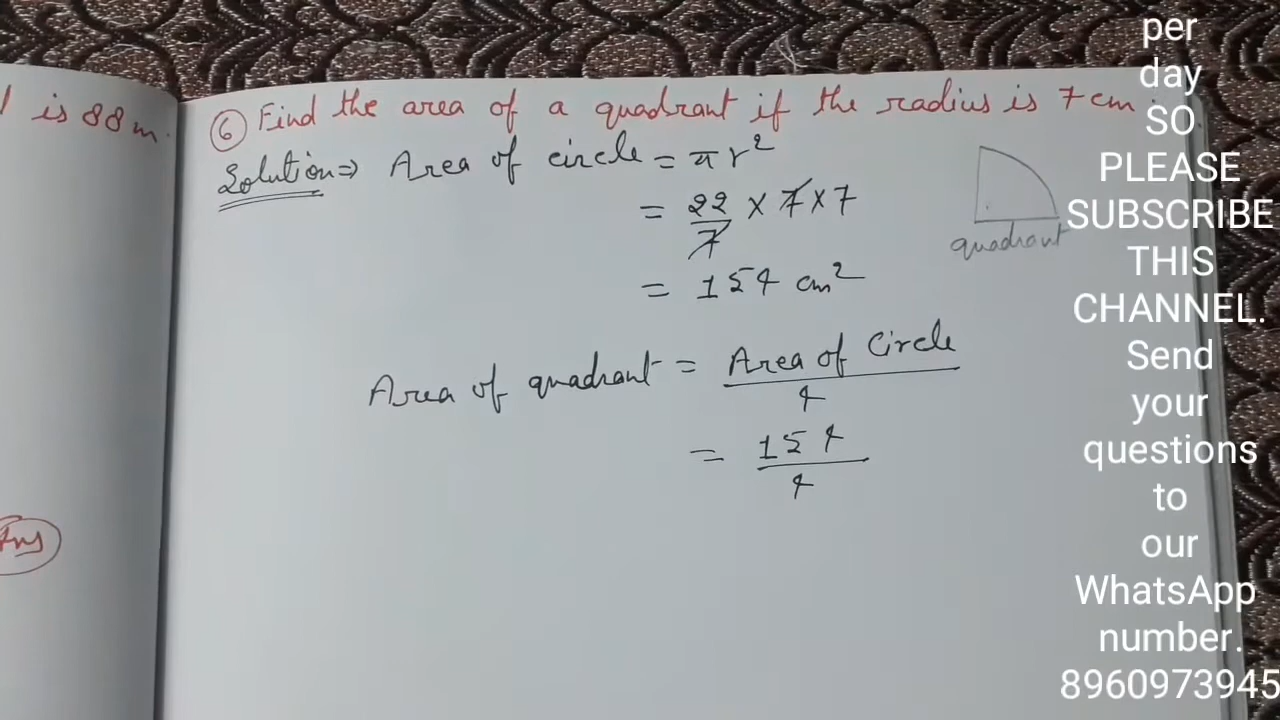 l is 88 m.
Ans
6 Find the area of a quadrant if the radius is 7 cm.
Solution ⇒ Area of circle = πr²
= 22/7 × 7 × 7
= 154 cm²
quadrant
Area of quadrant = Area of Circle / 4
= 154 / 4
per
day
SO
PLEASE
SUBSCRIBE
THIS
CHANNEL.
Send
your
questions
to
our
WhatsApp
number.
8960973945